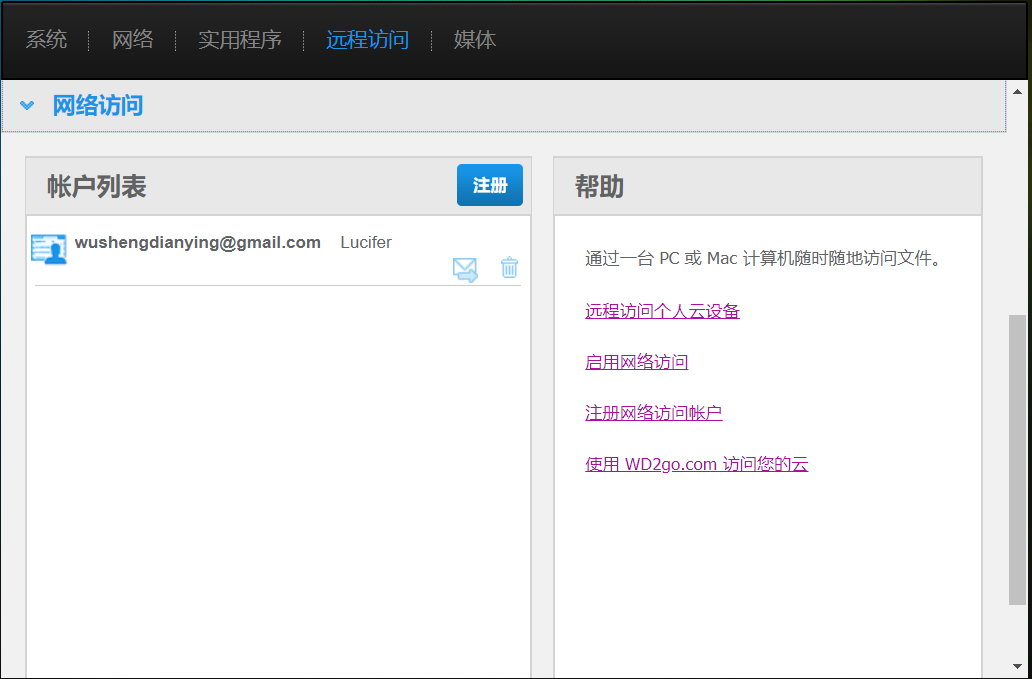 系统 网络 实用程序 远程访问 媒体
网络访问
帐户列表 注册
wushengdianying@gmail.com Lucifer
帮助
通过一台 PC 或 Mac 计算机随时随地访问文件。
远程访问个人云设备
启用网络访问
注册网络访问帐户
使用 WD2go.com 访问您的云